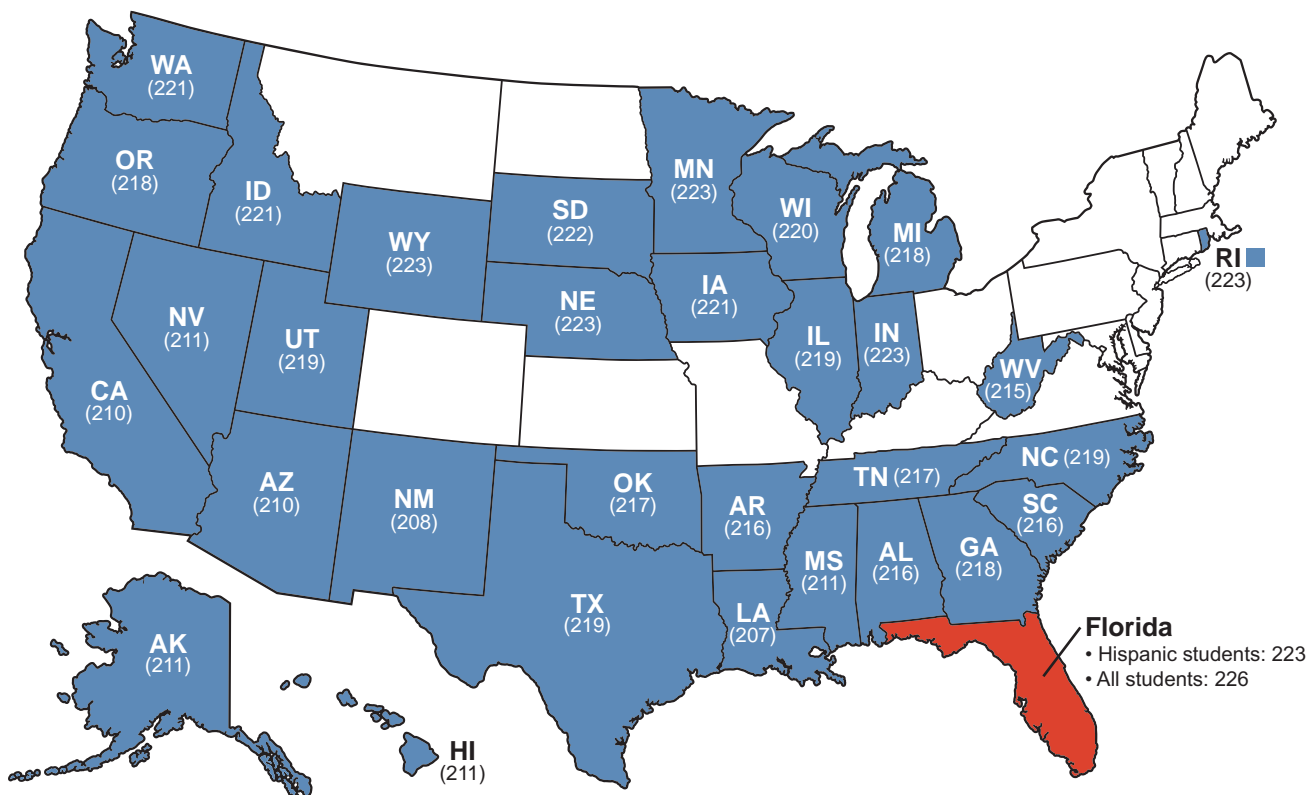 WA
(221)
OR
(218)
ID
(221)
WY
(223)
SD
(222)
MN
(223)
WI
(220)
MI
(218)
RI
(223)
NE
(223)
IA
(221)
NV
(211)
UT
(219)
IL
(219)
IN
(223)
WV
(215)
CA
(210)
AZ
(210)
NM
(208)
OK
(217)
AR
(216)
TN (217)
NC (219)
SC
(216)
MS
(211)
AL
(216)
GA
(218)
TX
(219)
LA
(207)
AK
(211)
HI
(211)
Florida
• Hispanic students: 223
• All students: 226